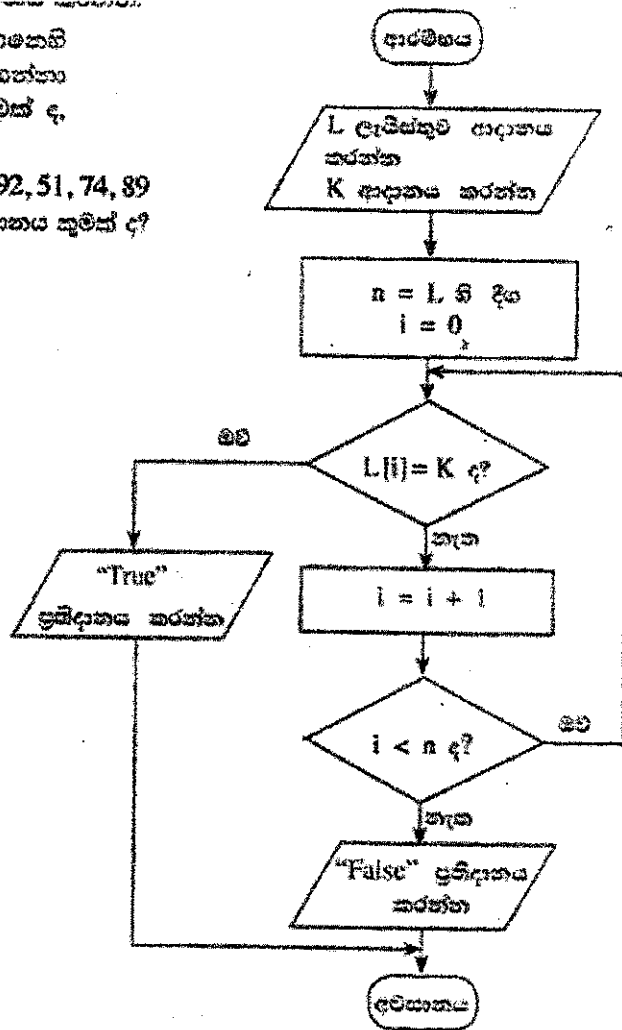 ක් ද,
92, 51, 74, 89
කුමක් ද?
ආරම්භය
L ලැයිස්තුව ආදානය
කරන්න
K ආදානය කරන්න
n = L හි දිග
i = 0
L[i] = K ද?
ඔව්
නැත
"True"
ප්‍රතිදානය කරන්න
i = i + 1
i < n ද?
ඔව්
නැත
"False" ප්‍රතිදානය
කරන්න
අවසානය